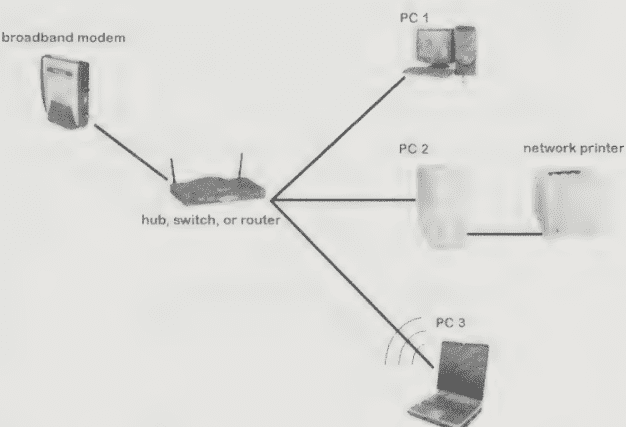 PC 1
broadband modem
PC 2
network printer
hub, switch, or router
PC 3